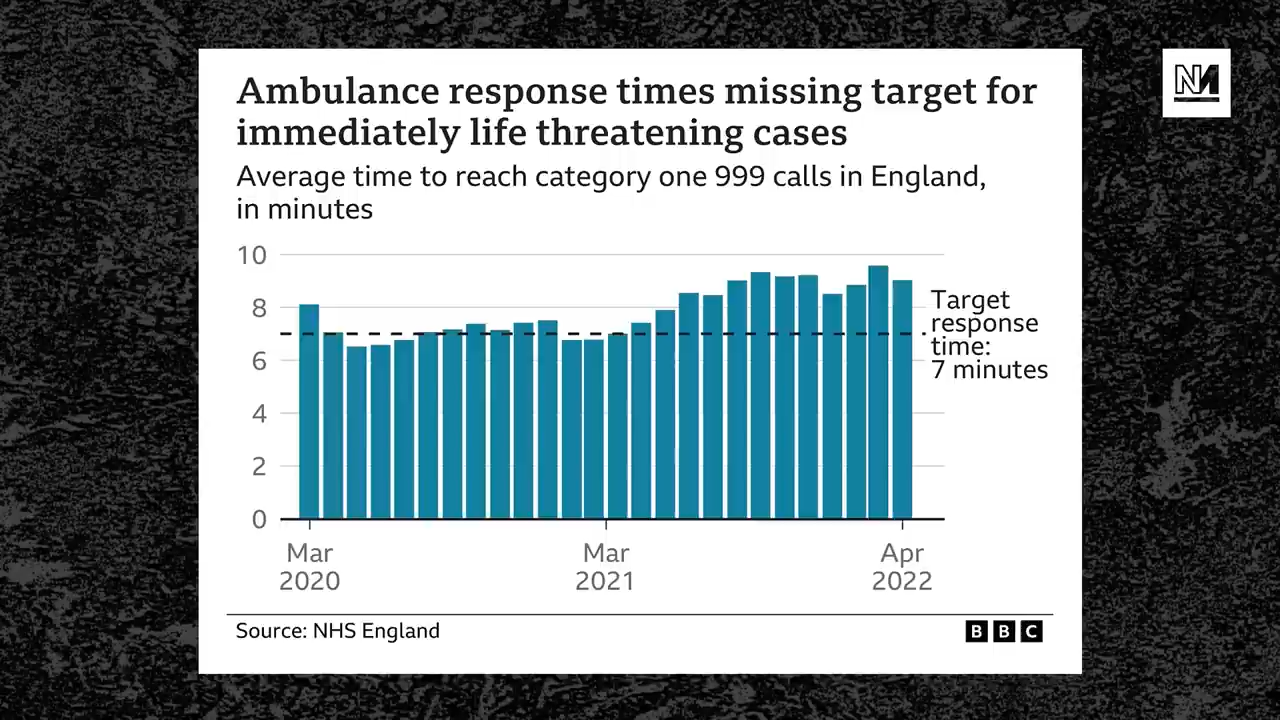 Ambulance response times missing target for
immediately life threatening cases
Average time to reach category one 999 calls in England,
in minutes
10
8
6
4
2
0
Target
response
time:
7 minutes
Mar
2020
Mar
2021
Apr
2022
Source: NHS England
BBC
NM